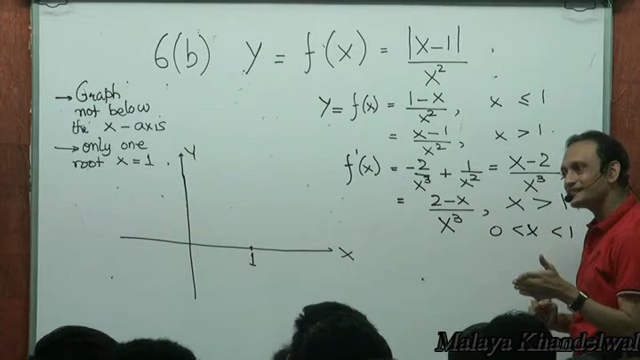 6(b) y = f(x) = |x-1| / x² .
→ Graph not below the x-axis
→ only one root x = 1 .
y = f(x) = (1-x)/x² , x ≤ 1
= (x-1)/x² , x > 1 .
f'(x) = -2/x³ + 1/x² = (x-2)/x³ ,
= (2-x)/x³ , x > 1
0 < x < 1
Y
1
X
Malaya Khandelwal